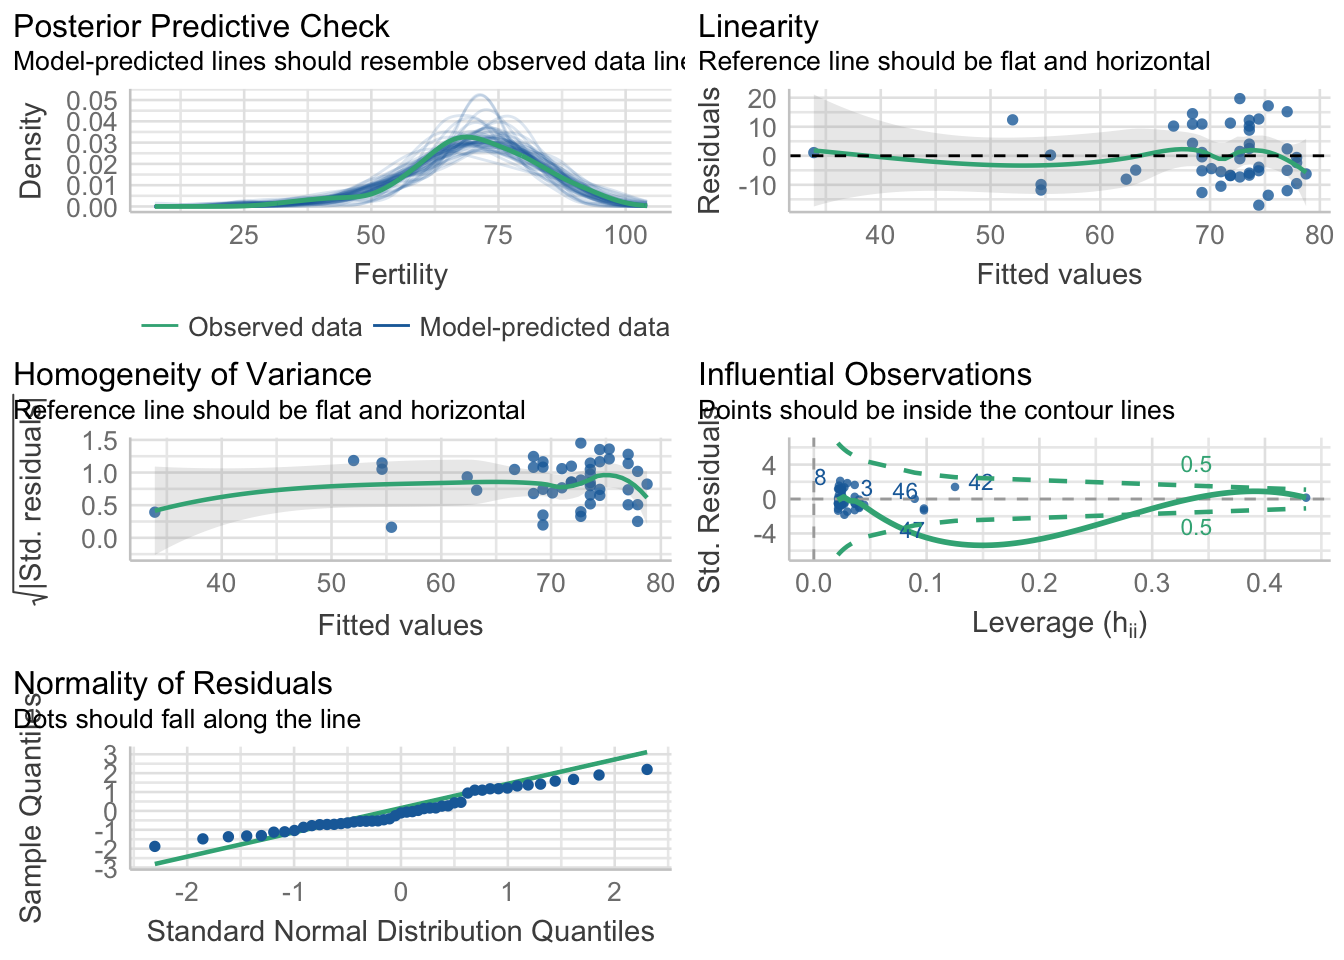 Posterior Predictive Check
Model-predicted lines should resemble observed data line
Density
0.05
0.04
0.03
0.02
0.01
0.00
25 50 75 100
Fertility
Observed data Model-predicted data
Linearity
Reference line should be flat and horizontal
Residuals
20
10
0
-10
40 50 60 70 80
Fitted values
Homogeneity of Variance
Reference line should be flat and horizontal
√|Std. residuals|
1.5
1.0
0.5
0.0
40 50 60 70 80
Fitted values
Influential Observations
Points should be inside the contour lines
Std. Residuals
4
0
-4
8
3
46
42
47
0.5
0.5
0.0 0.1 0.2 0.3 0.4
Leverage (hii)
Normality of Residuals
Dots should fall along the line
Sample Quantiles
3
2
1
0
-1
-2
-3
-2 -1 0 1 2
Standard Normal Distribution Quantiles